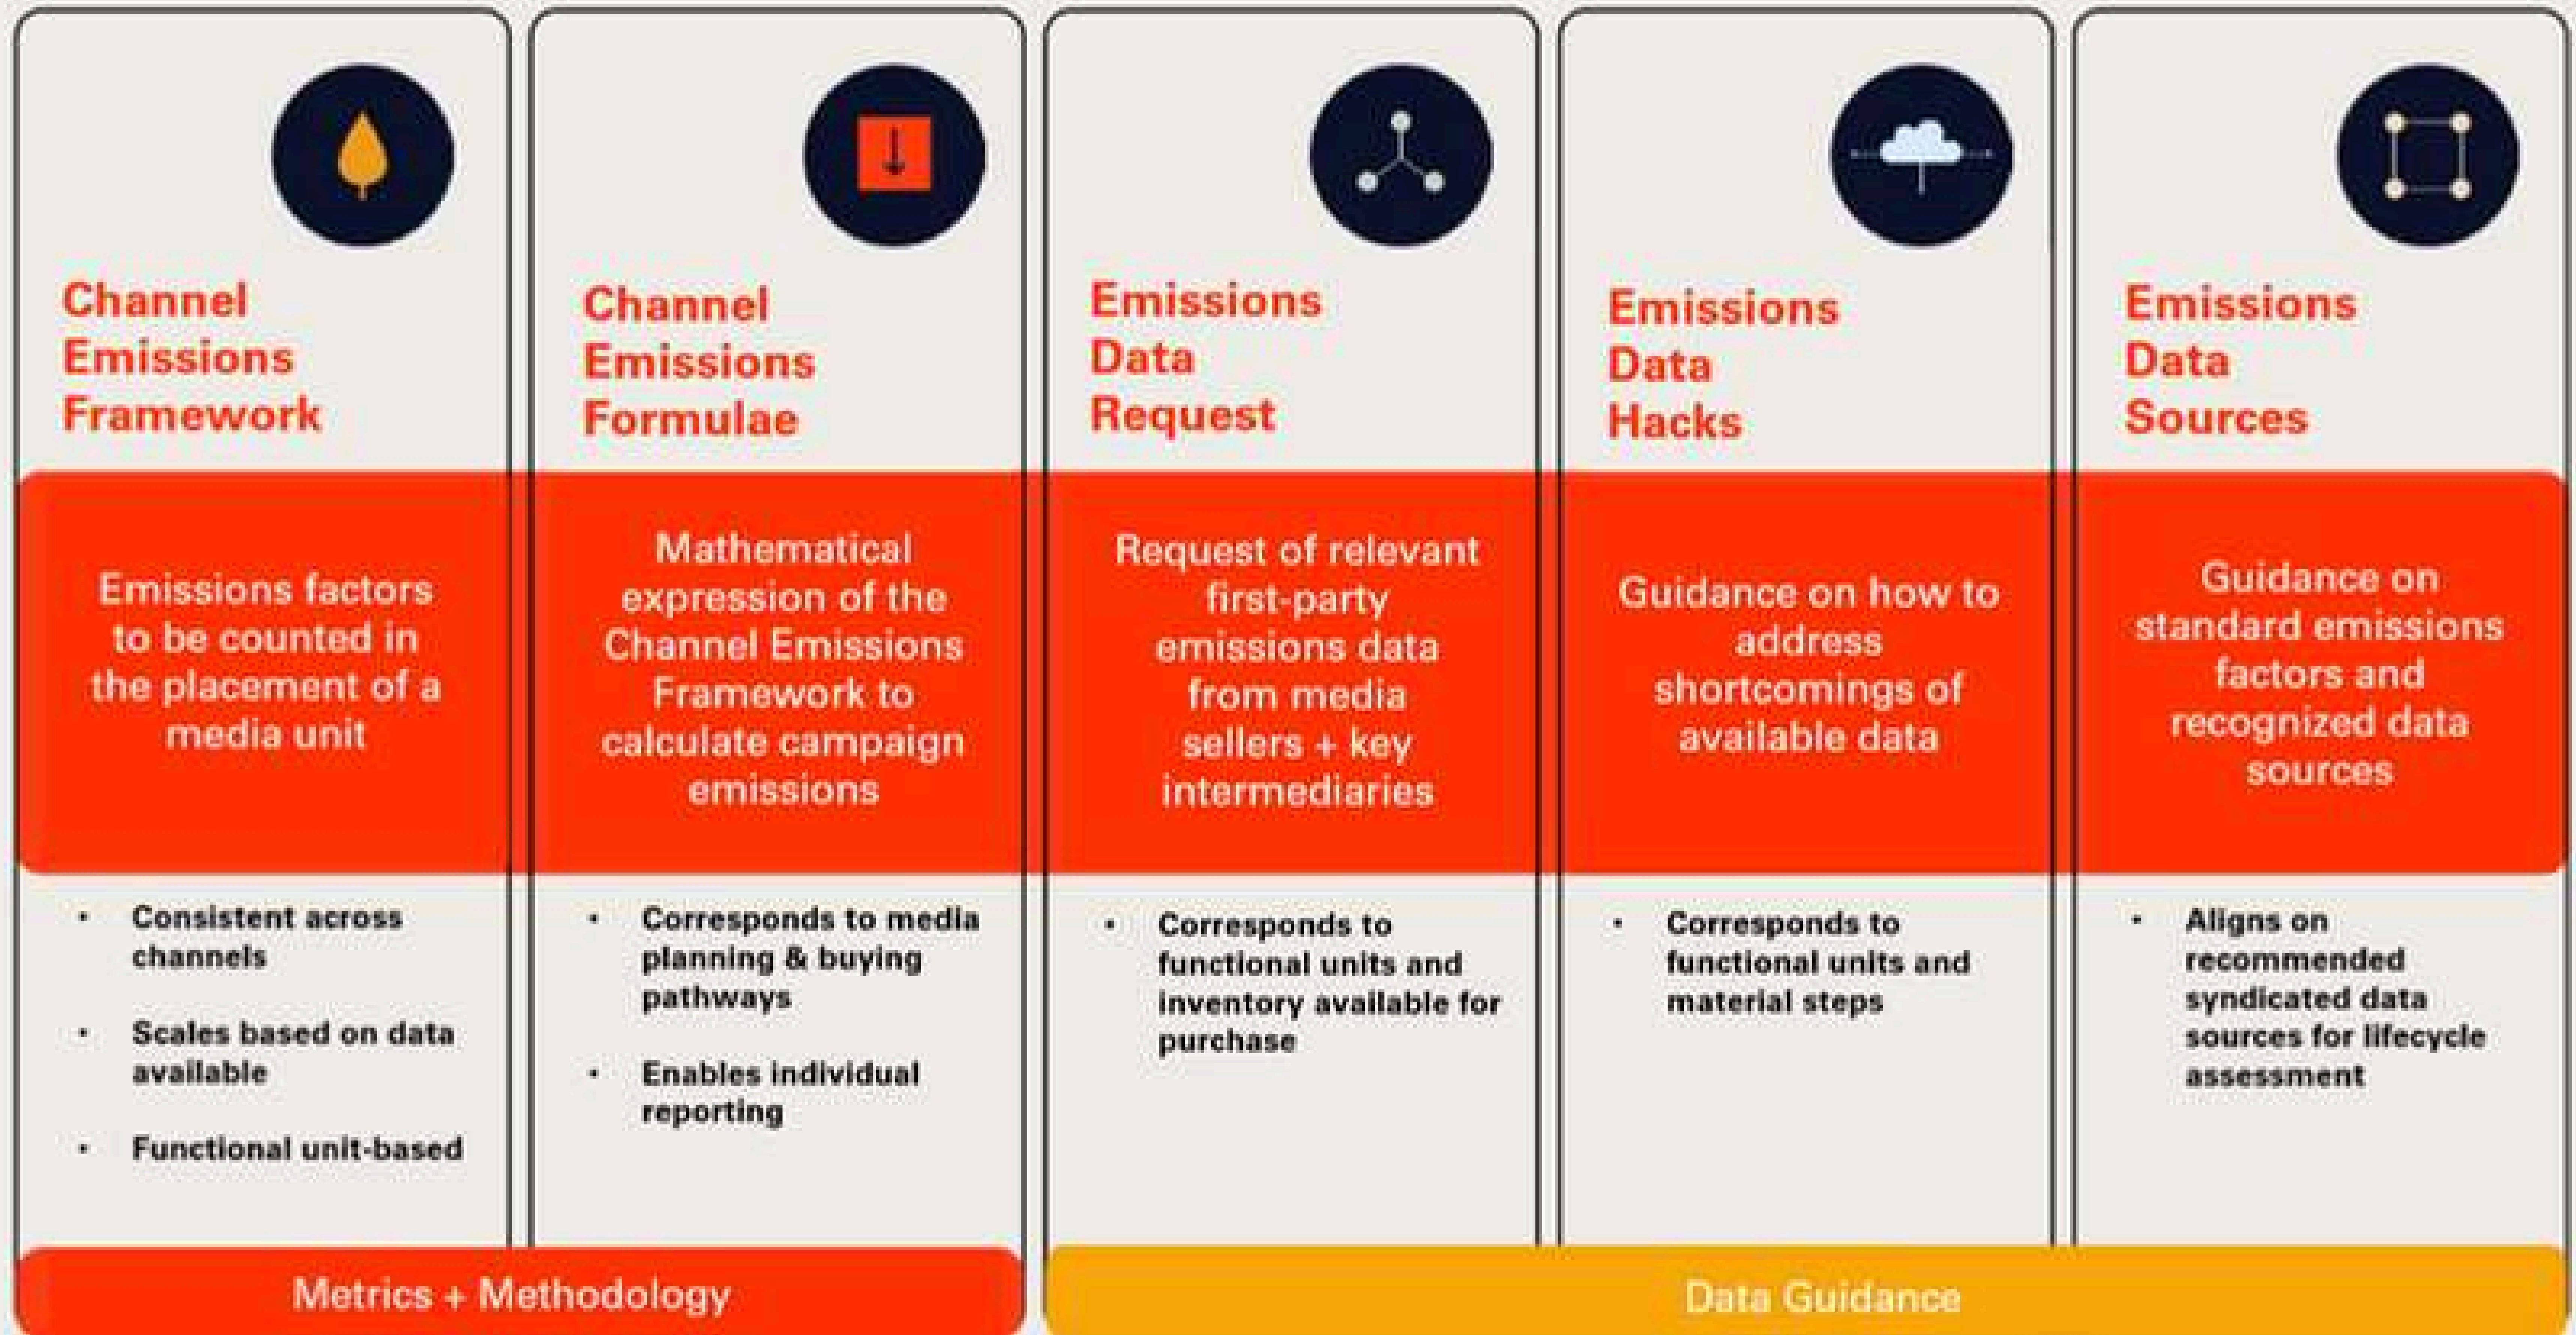 Channel
Emissions
Framework
Emissions factors
to be counted in
the placement of a
media unit
• Consistent across
channels
• Scales based on data
available
• Functional unit-based
Channel
Emissions
Formulae
Mathematical
expression of the
Channel Emissions
Framework to
calculate campaign
emissions
• Corresponds to media
planning & buying
pathways
• Enables individual
reporting
Metrics + Methodology
Emissions
Data
Request
Request of relevant
first-party
emissions data
from media
sellers + key
intermediaries
• Corresponds to
functional units and
inventory available for
purchase
Emissions
Data
Hacks
Guidance on how to
address
shortcomings of
available data
• Corresponds to
functional units and
material steps
Emissions
Data
Sources
Guidance on
standard emissions
factors and
recognized data
sources
• Aligns on
recommended
syndicated data
sources for lifecycle
assessment
Data Guidance